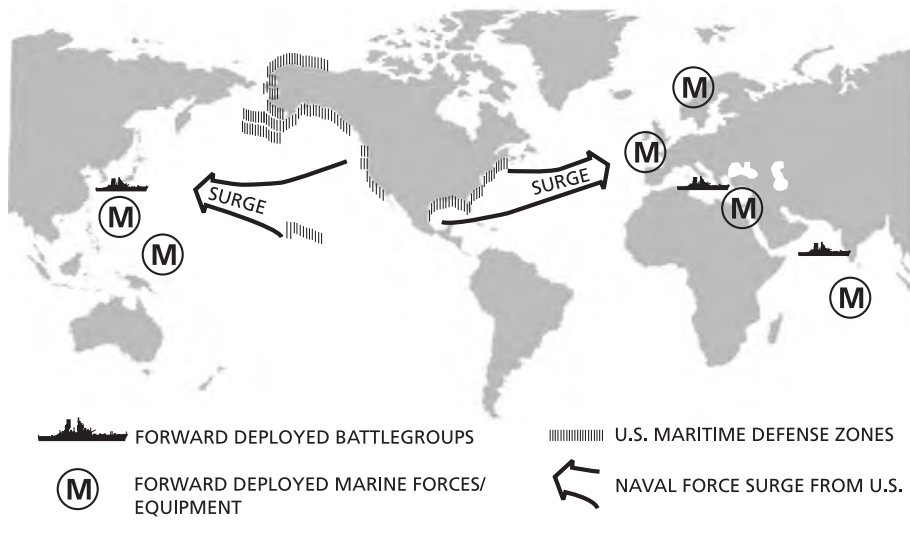 M
M
SURGE
SURGE
M
M
M
M
FORWARD DEPLOYED BATTLEGROUPS
U.S. MARITIME DEFENSE ZONES
M
FORWARD DEPLOYED MARINE FORCES/
EQUIPMENT
NAVAL FORCE SURGE FROM U.S.